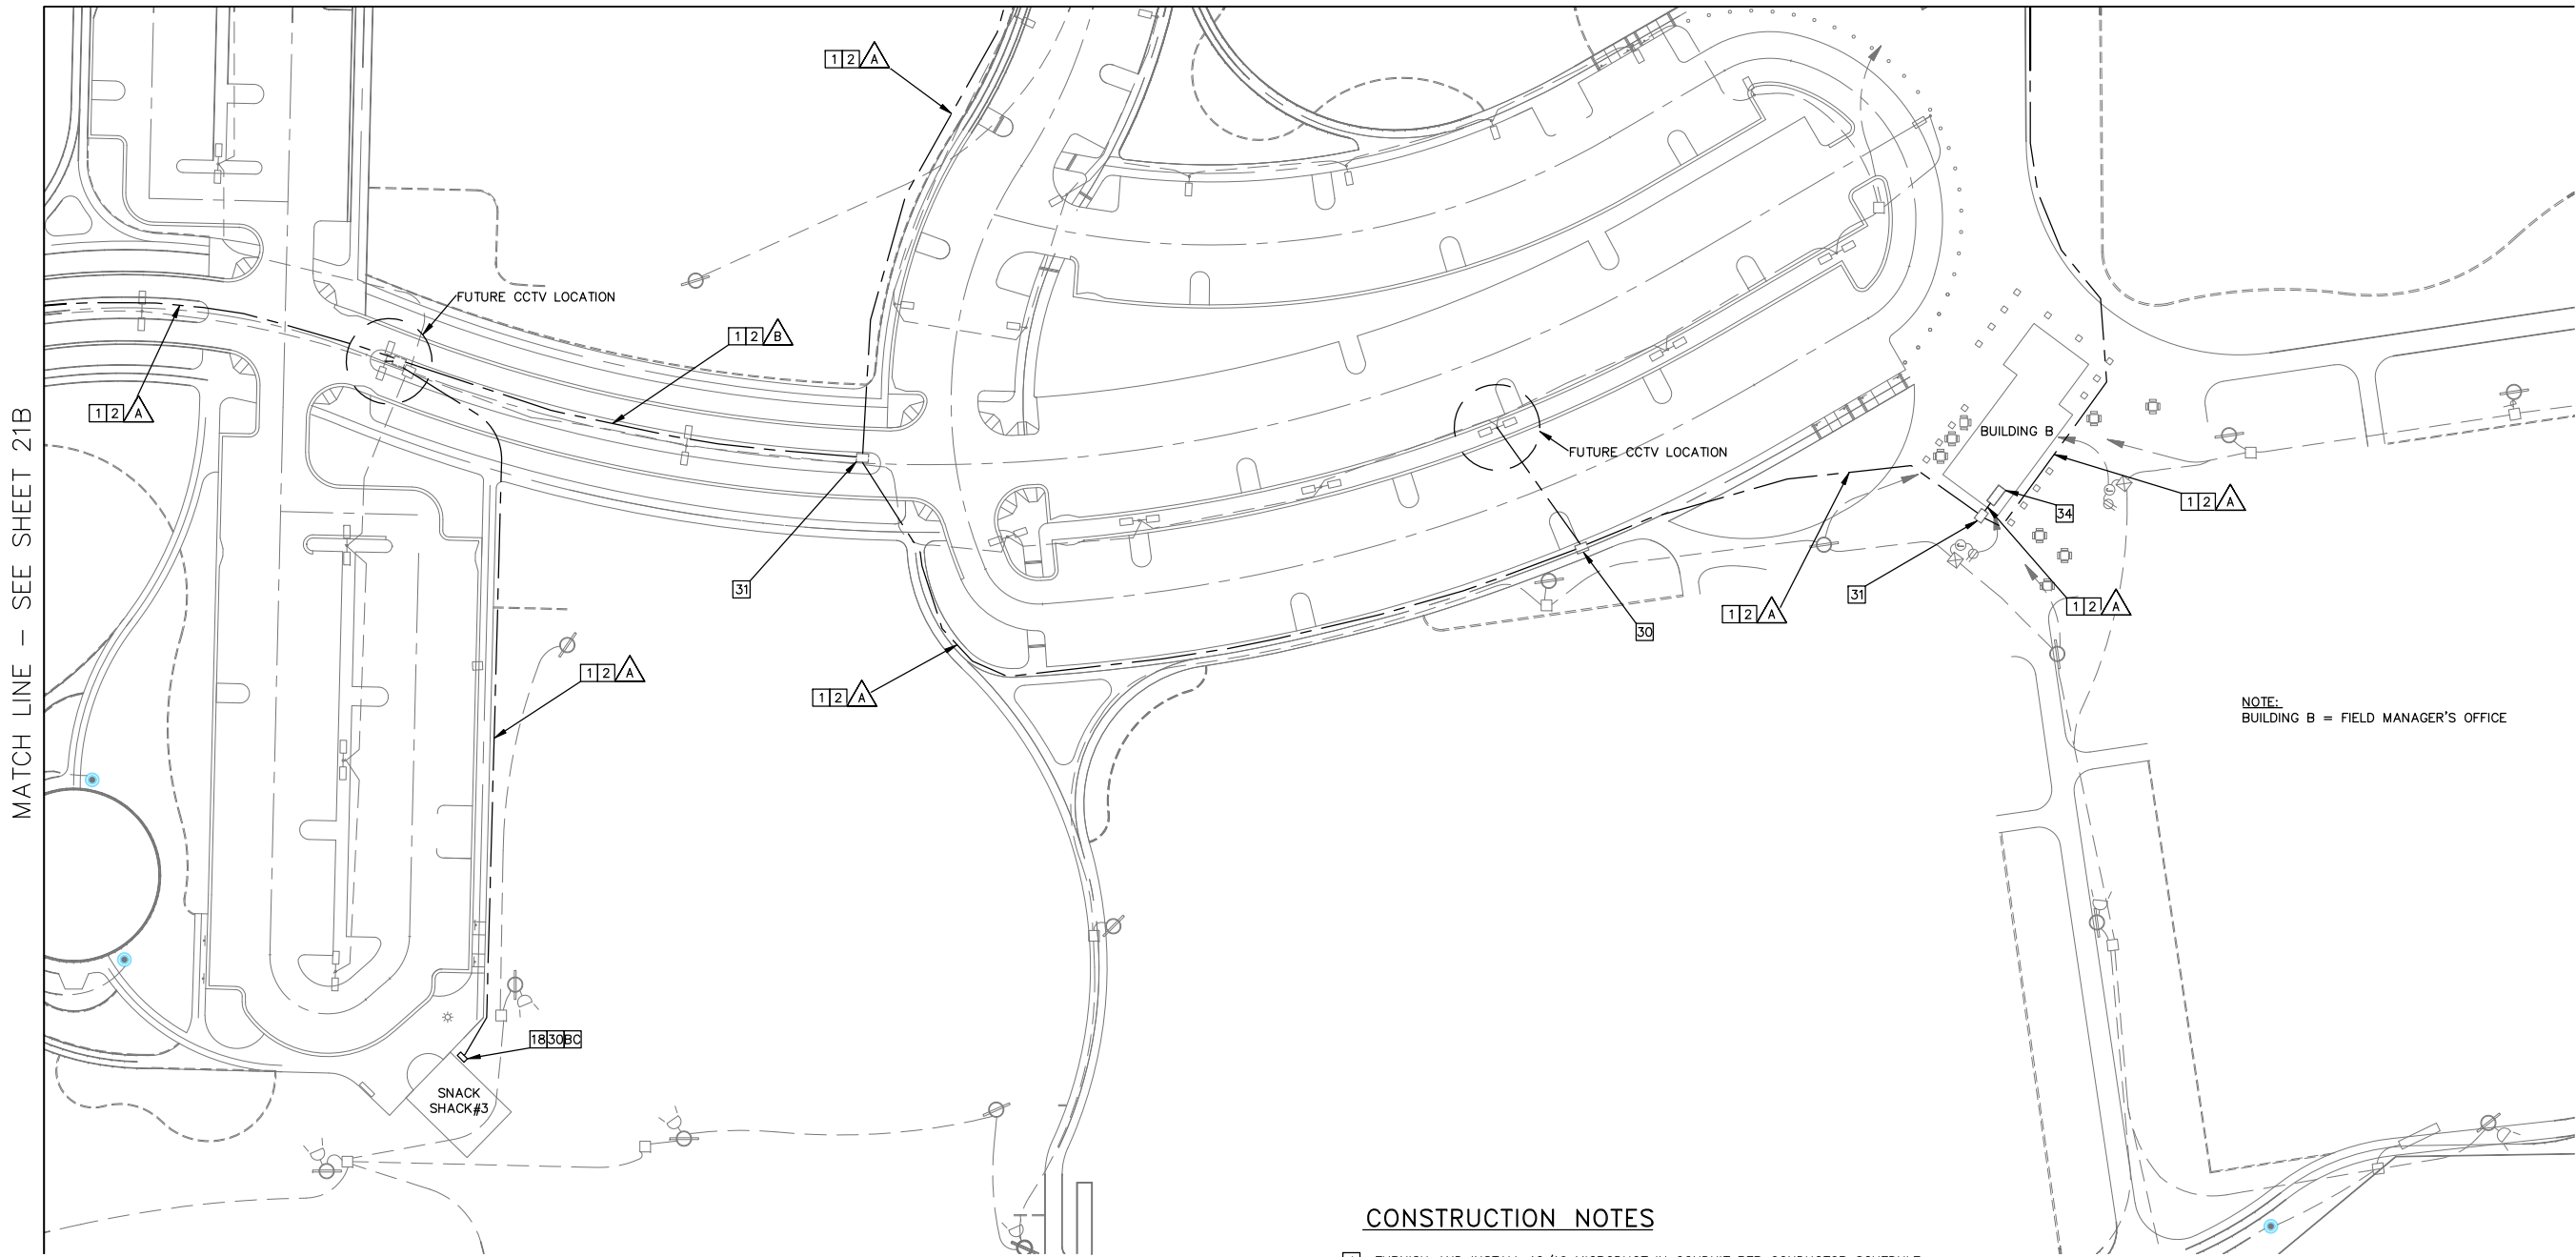 MATCH LINE - SEE SHEET 21B
1 2 A
FUTURE CCTV LOCATION
1 2 B
1 2 A
FUTURE CCTV LOCATION
BUILDING B
1 2 A
34
31
31
1 2 A
1 2 A
30
1 2 A
1 2 A
NOTE:
BUILDING B = FIELD MANAGER'S OFFICE
18 30 BC
SNACK
SHACK#3
CONSTRUCTION NOTES